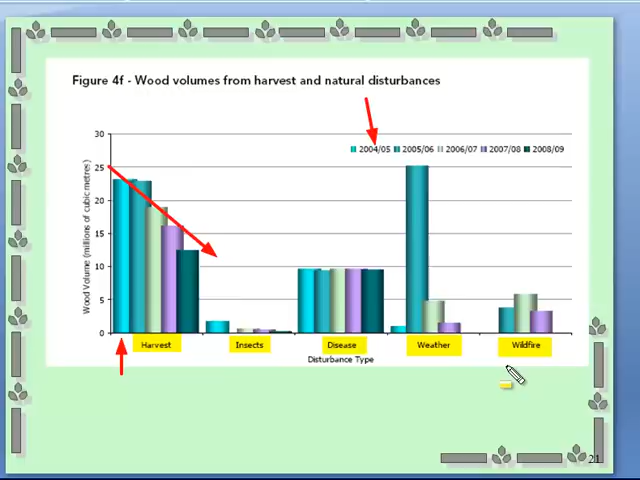 Figure 4f - Wood volumes from harvest and natural disturbances
30
2004/05 2005/06 2006/07 2007/08 2008/09
25
20
15
10
5
0
Wood Volume (millions of cubic metres)
Harvest Insects Disease Weather Wildfire
Disturbance Type
21